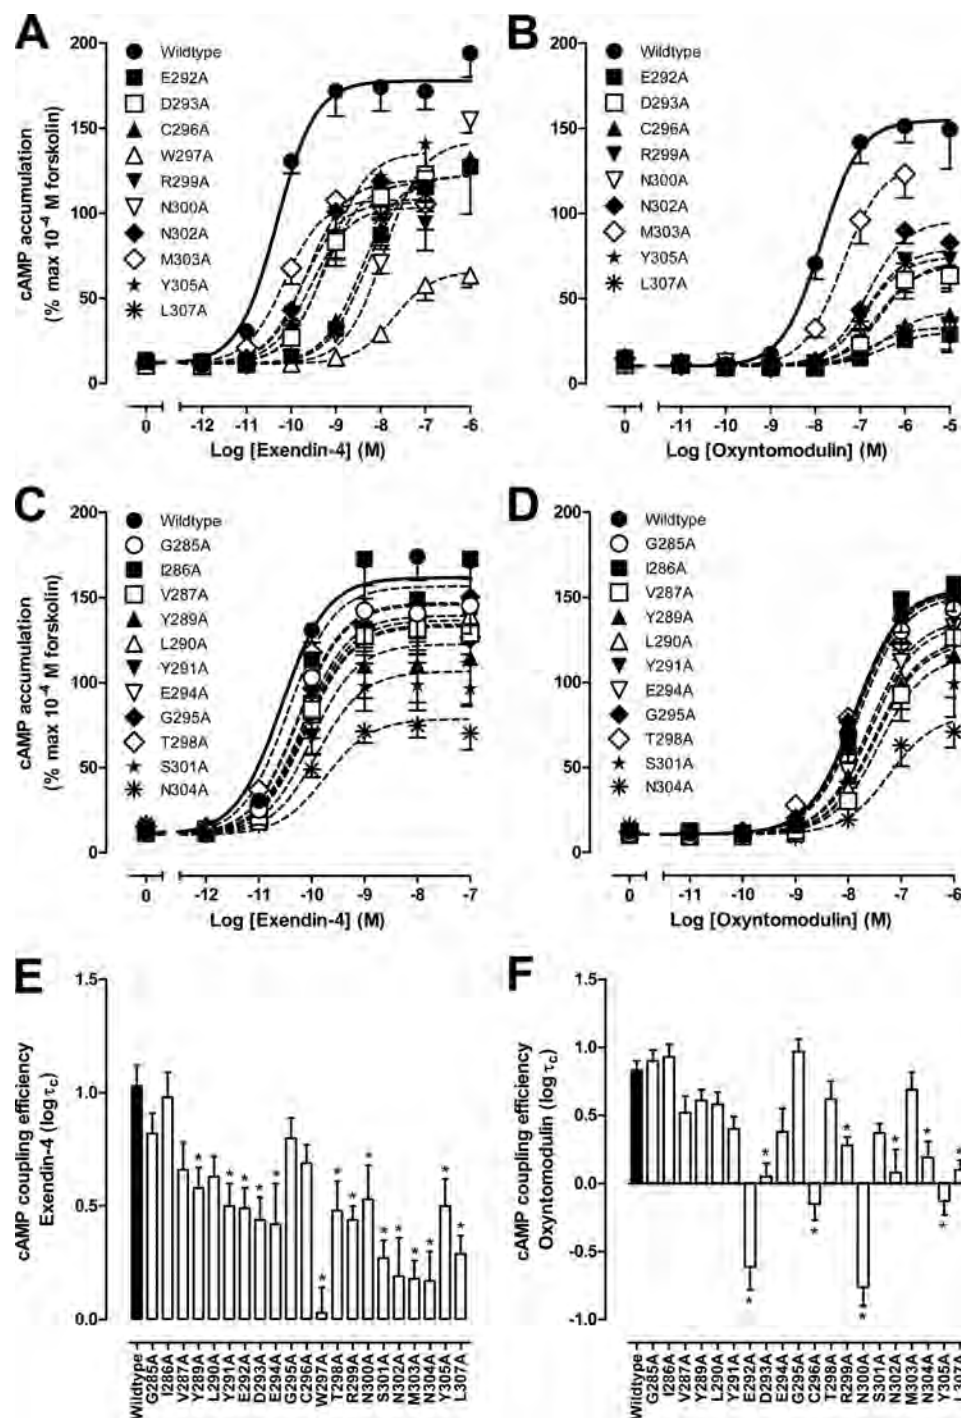 A
cAMP accumulation
(% max 10⁻⁴ M forskolin)
200
150
100
50
0
Wildtype
E292A
D293A
C296A
W297A
R299A
N300A
N302A
M303A
Y305A
L307A
0 -12 -11 -10 -9 -8 -7 -6
Log [Exendin-4] (M)
B
200
150
100
50
0
Wildtype
E292A
D293A
C296A
R299A
N300A
N302A
M303A
Y305A
L307A
0 -11 -10 -9 -8 -7 -6 -5
Log [Oxyntomodulin] (M)
C
cAMP accumulation
(% max 10⁻⁴ M forskolin)
200
150
100
50
0
Wildtype
G285A
I286A
V287A
Y289A
L290A
Y291A
E294A
G295A
T298A
S301A
N304A
0 -12 -11 -10 -9 -8 -7
Log [Exendin-4] (M)
D
200
150
100
50
0
Wildtype
G285A
I286A
V287A
Y289A
L290A
Y291A
E294A
G295A
T298A
S301A
N304A
0 -11 -10 -9 -8 -7 -6
Log [Oxyntomodulin] (M)
E
cAMP coupling efficiency
Exendin-4 (log τc)
1.5
1.0
0.5
0.0
* * * * * * * * * * * * * * *
Wildtype
G285A
I286A
V287A
Y289A
L290A
Y291A
E292A
D293A
E294A
G295A
C296A
W297A
T298A
R299A
N300A
S301A
N302A
M303A
N304A
Y305A
L307A
F
cAMP coupling efficiency
Oxyntomodulin (log τc)
1.5
1.0
0.5
0.0
-0.5
-1.0
* * * * * * * * *
Wildtype
G285A
I286A
V287A
Y289A
L290A
Y291A
E292A
D293A
E294A
G295A
C296A
T298A
R299A
N300A
S301A
N302A
M303A
N304A
Y305A
L307A